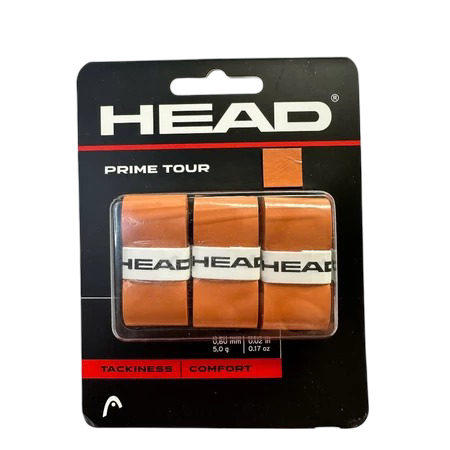 HEAD®
PRIME TOUR
HEAD HEAD HEAD
0,60 mm 0.02 in
5,0 g 0.17 oz
TACKINESS | COMFORT